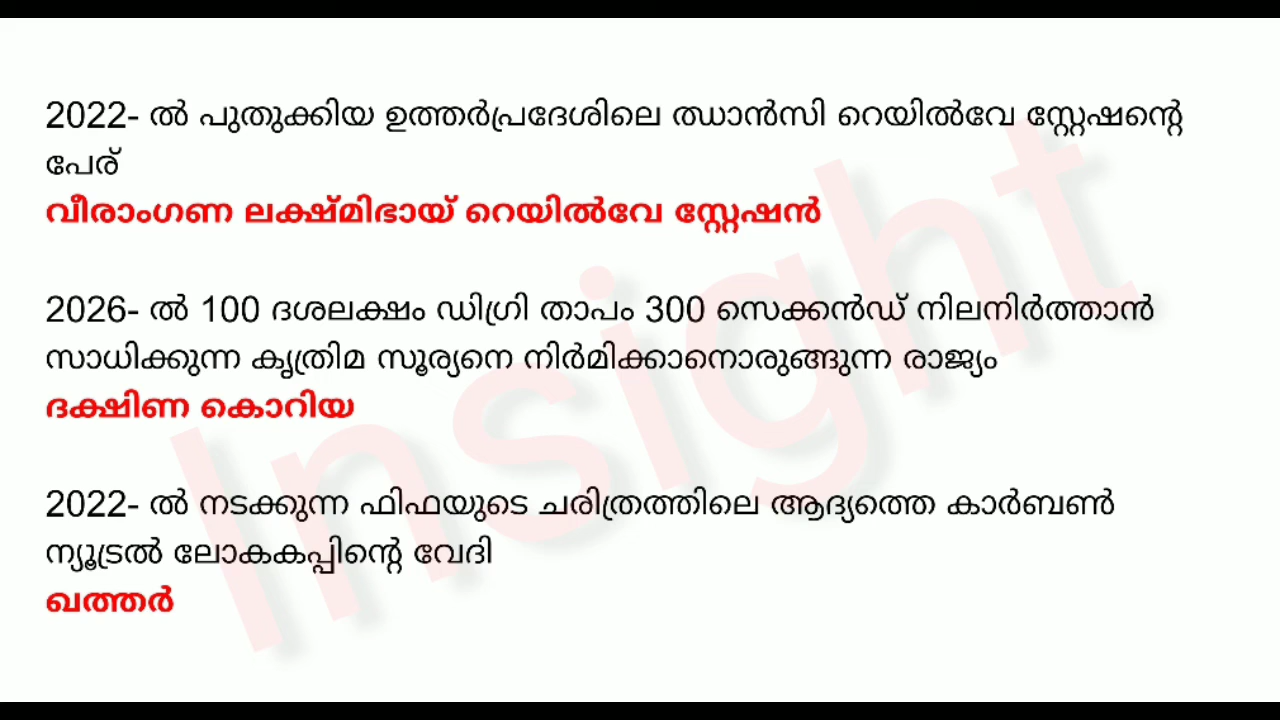 2022- ൽ പുതുക്കിയ ഉത്തർപ്രദേശിലെ ഝാൻസി റെയിൽവേ സ്റ്റേഷന്റെ
പേര്
വീരാംഗണ ലക്ഷ്മിഭായ് റെയിൽവേ സ്റ്റേഷൻ
2026- ൽ 100 ദശലക്ഷം ഡിഗ്രി താപം 300 സെക്കൻഡ് നിലനിർത്താൻ
സാധിക്കുന്ന കൃത്രിമ സൂര്യനെ നിർമിക്കാനൊരുങ്ങുന്ന രാജ്യം
ദക്ഷിണ കൊറിയ
2022- ൽ നടക്കുന്ന ഫിഫയുടെ ചരിത്രത്തിലെ ആദ്യത്തെ കാർബൺ
ന്യൂട്രൽ ലോകകപ്പിന്റെ വേദി
ഖത്തർ
Insight